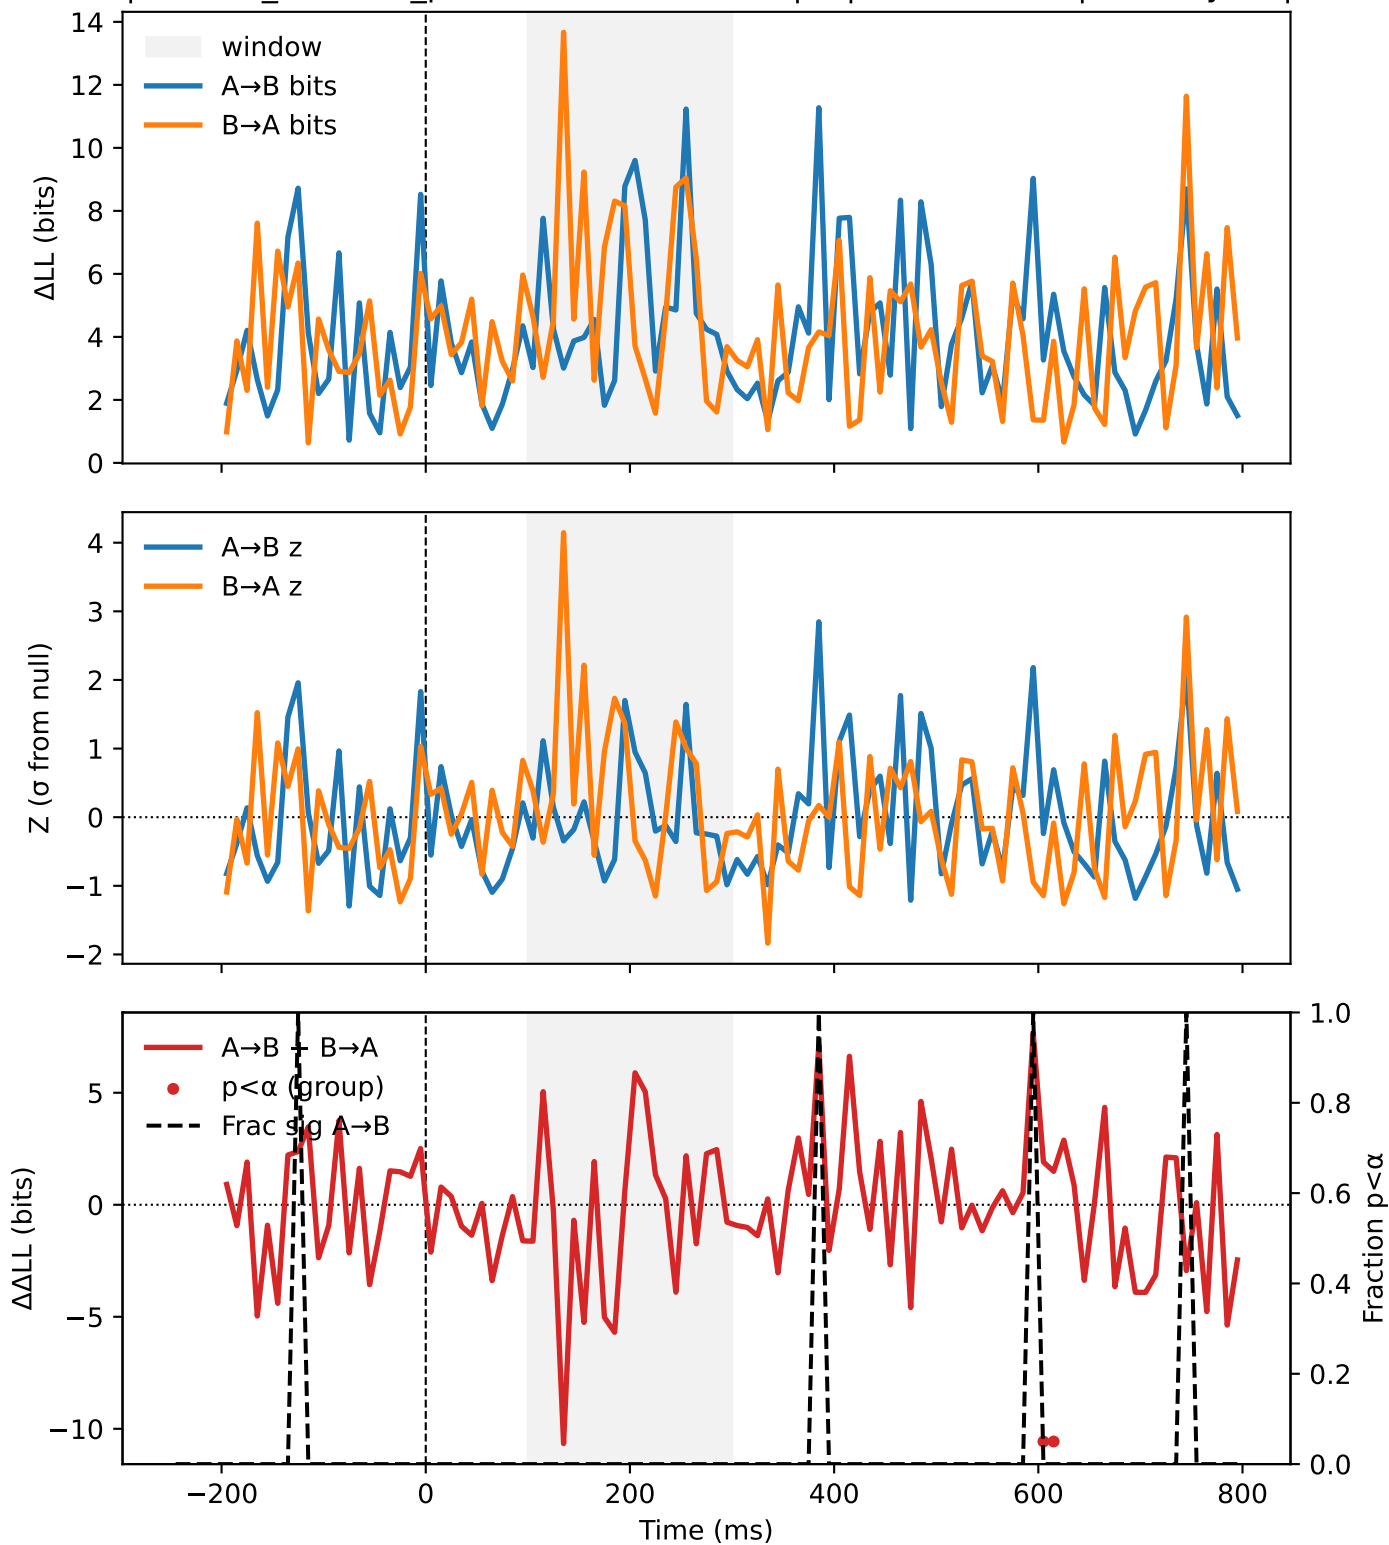 14
12
10
8
6
4
2
0
ΔLL (bits)
window
A→B bits
B→A bits
4
3
2
1
0
−1
−2
Z (σ from null)
A→B z
B→A z
5
0
−5
−10
ΔΔLL (bits)
A→B − B→A
p<α (group)
Frac sig A→B
1.0
0.8
0.6
0.4
0.2
0.0
Fraction p<α
−200
0
200
400
600
800
Time (ms)